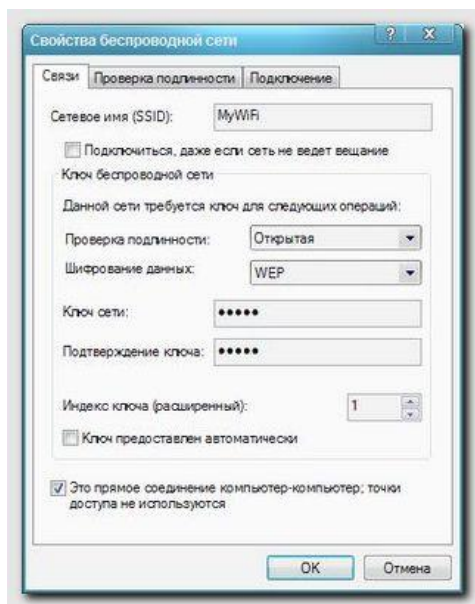 Свойства беспроводной сети
? X
Связи Проверка подлинности Подключение
Сетевое имя (SSID): MyWiFi
Подключиться, даже если сеть не ведет вещание
Ключ беспроводной сети
Данной сети требуется ключ для следующих операций:
Проверка подлинности: Открытая
Шифрование данных: WEP
Ключ сети: •••••
Подтверждение ключа: •••••
Индекс ключа (расширенный): 1
Ключ предоставлен автоматически
Это прямое соединение компьютер-компьютер; точки
доступа не используются
OK Отмена